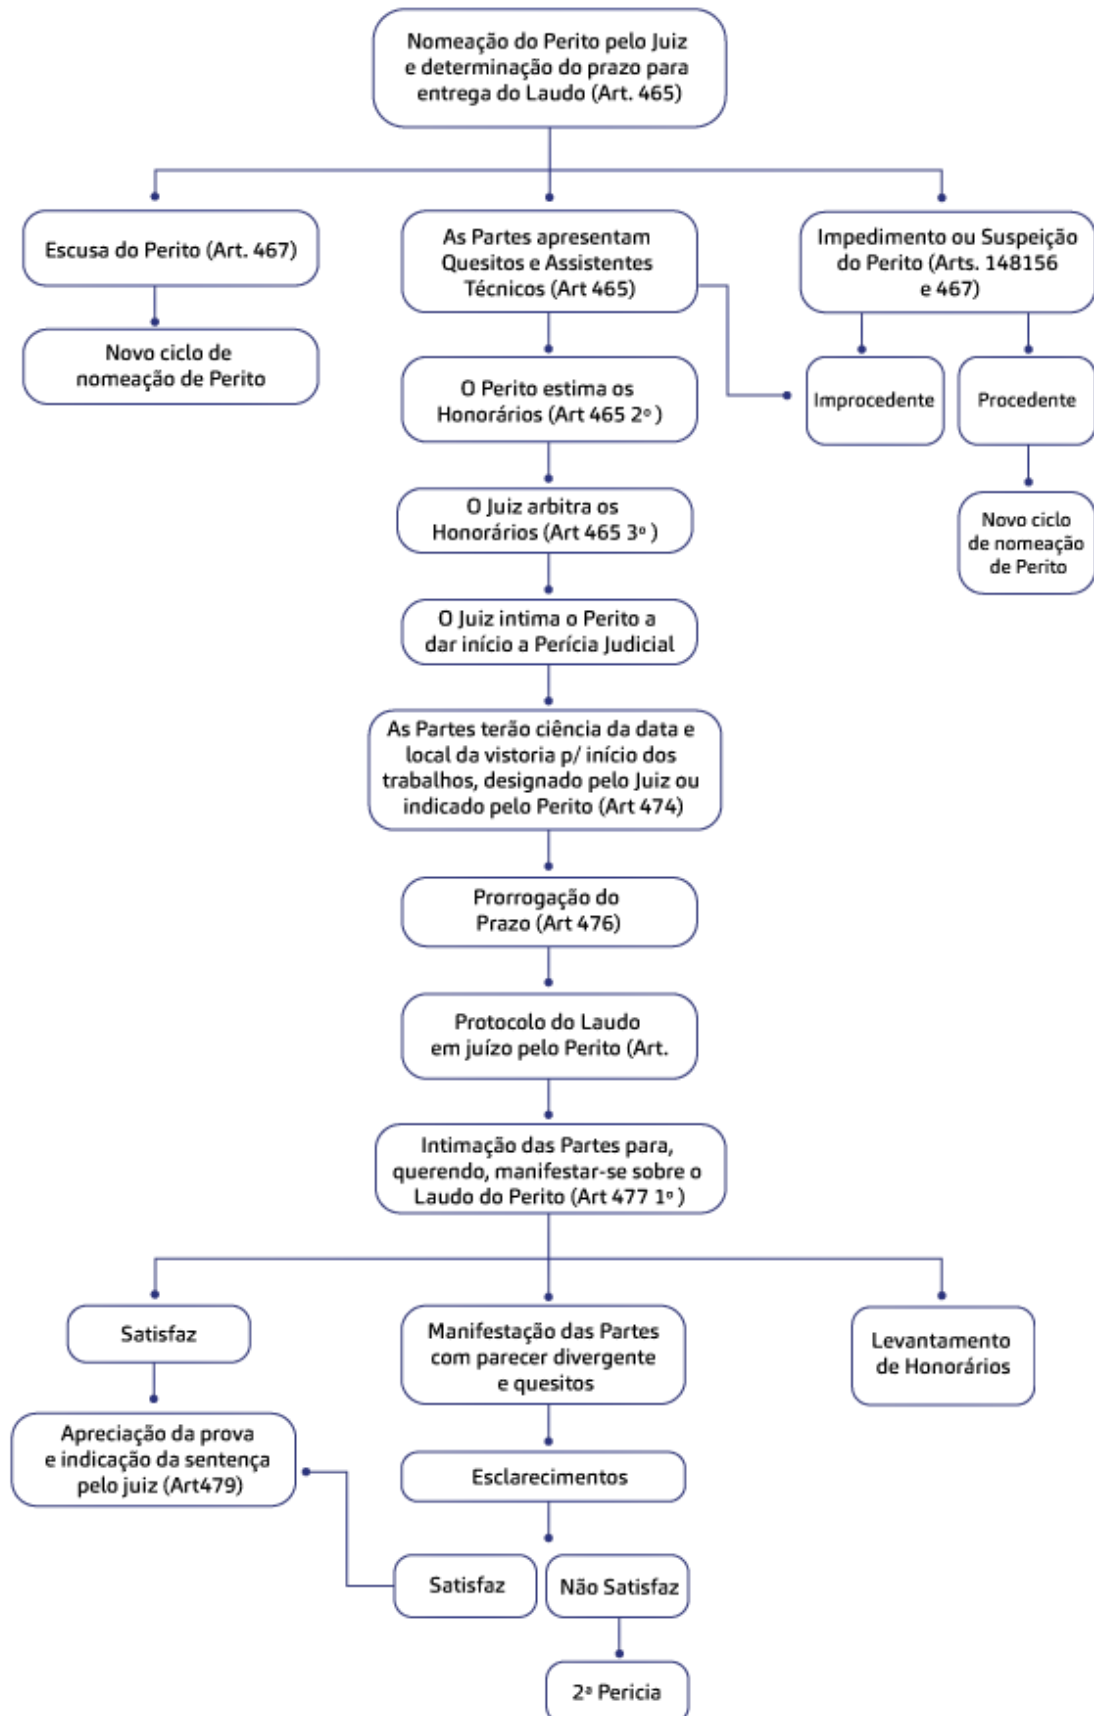 Nomeação do Perito pelo Juiz
e determinação do prazo para
entrega do Laudo (Art. 465)
Escusa do Perito (Art. 467)
Novo ciclo de
nomeação de Perito
As Partes apresentam
Quesitos e Assistentes
Técnicos (Art 465)
Impedimento ou Suspeição
do Perito (Arts. 148156
e 467)
Improcedente
Procedente
Novo ciclo
de nomeação
de Perito
O Perito estima os
Honorários (Art 465 2º )
O Juiz arbitra os
Honorários (Art 465 3º )
O Juiz intima o Perito a
dar início a Perícia Judicial
As Partes terão ciência da data e
local da vistoria p/ início dos
trabalhos, designado pelo Juiz ou
indicado pelo Perito (Art 474)
Prorrogação do
Prazo (Art 476)
Protocolo do Laudo
em juízo pelo Perito (Art.
Intimação das Partes para,
querendo, manifestar-se sobre o
Laudo do Perito (Art 477 1º )
Satisfaz
Apreciação da prova
e indicação da sentença
pelo juiz (Art479)
Manifestação das Partes
com parecer divergente
e quesitos
Levantamento
de Honorários
Esclarecimentos
Satisfaz
Não Satisfaz
2ª Pericia